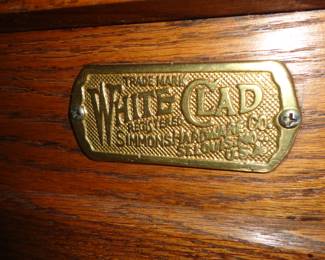 TRADE MARK
WHITE CLAD
REGISTERED
SIMMONS HARDWARE CO.
ST. LOUIS
U.S.A.